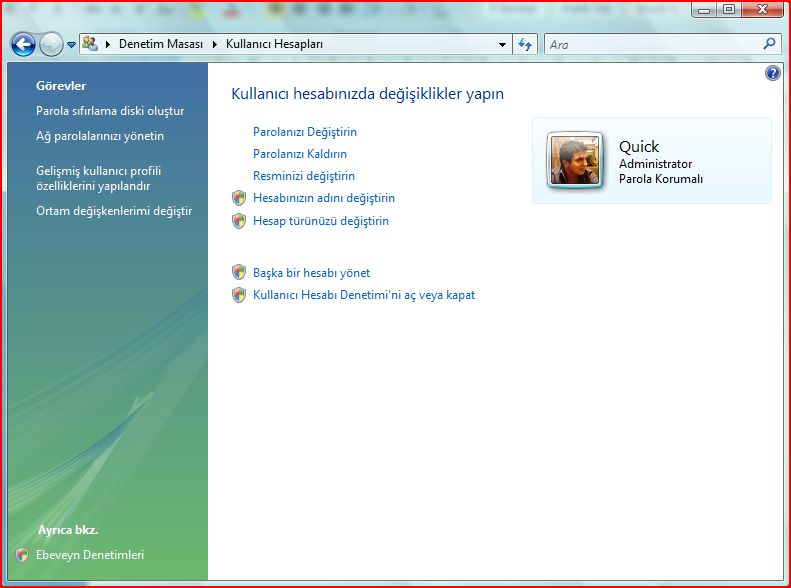 Denetim Masası
Kullanıcı Hesapları
Ara
Görevler
Parola sıfırlama diski oluştur
Ağ parolalarınızı yönetin
Gelişmiş kullanıcı profili
özelliklerini yapılandır
Ortam değişkenlerimi değiştir
Ayrıca bkz.
Ebeveyn Denetimleri
Kullanıcı hesabınızda değişiklikler yapın
Parolanızı Değiştirin
Parolanızı Kaldırın
Resminizi değiştirin
Hesabınızın adını değiştirin
Hesap türünüzü değiştirin
Başka bir hesabı yönet
Kullanıcı Hesabı Denetimi'ni aç veya kapat
Quick
Administrator
Parola Korumalı